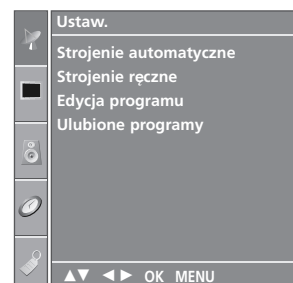 Ustaw.
Strojenie automatyczne
Strojenie ręczne
Edycja programu
Ulubione programy
▲▼ ◄► OK MENU